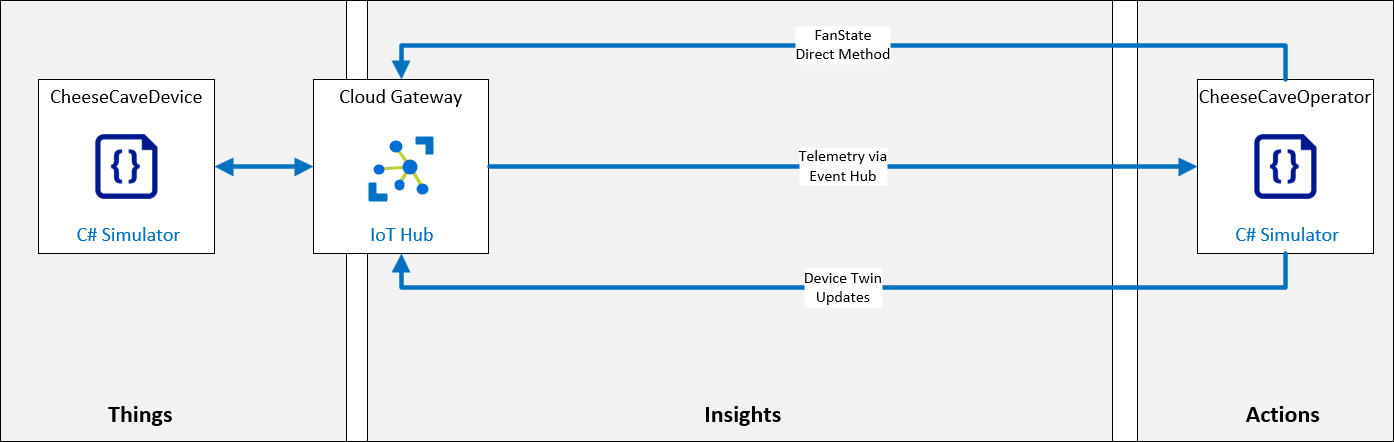 FanState
Direct Method
CheeseCaveDevice
Cloud Gateway
CheeseCaveOperator
{}
Telemetry via
Event Hub
{}
C# Simulator
IoT Hub
C# Simulator
Device Twin
Updates
Things
Insights
Actions